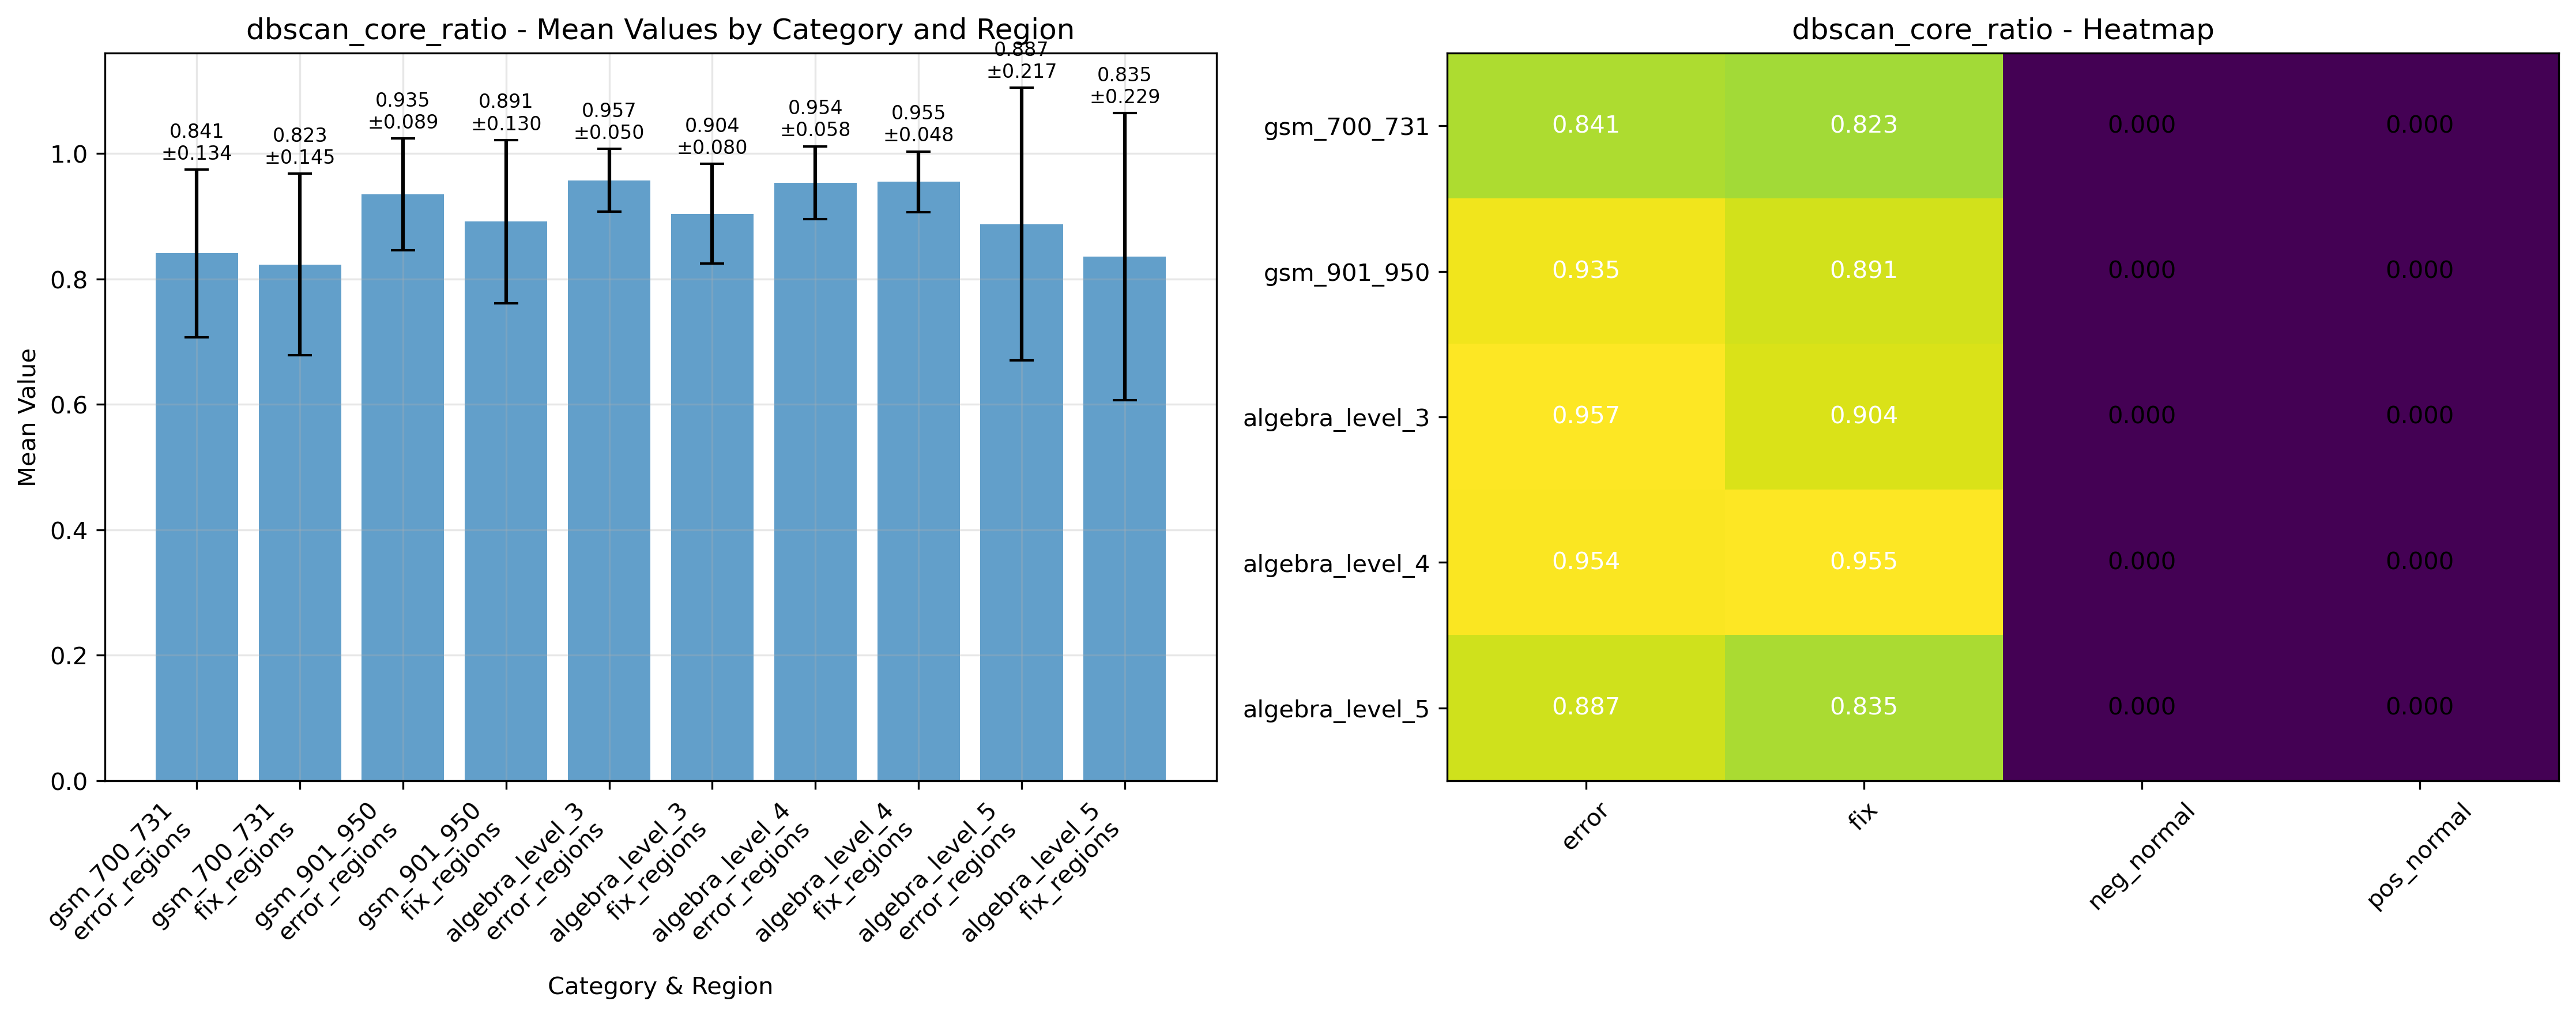 dbscan_core_ratio - Mean Values by Category and Region
0.841
±0.134
0.823
±0.145
0.935
±0.089
0.891
±0.130
0.957
±0.050
0.904
±0.080
0.954
±0.058
0.955
±0.048
0.887
±0.217
0.835
±0.229
Mean Value
1.0
0.8
0.6
0.4
0.2
0.0
gsm_700_731
error_regions
gsm_700_731
fix_regions
gsm_901_950
error_regions
gsm_901_950
fix_regions
algebra_level_3
error_regions
algebra_level_3
fix_regions
algebra_level_4
error_regions
algebra_level_4
fix_regions
algebra_level_5
error_regions
algebra_level_5
fix_regions
Category & Region
dbscan_core_ratio - Heatmap
gsm_700_731 0.841 0.823 0.000 0.000
gsm_901_950 0.935 0.891 0.000 0.000
algebra_level_3 0.957 0.904 0.000 0.000
algebra_level_4 0.954 0.955 0.000 0.000
algebra_level_5 0.887 0.835 0.000 0.000
error fix neg_normal pos_normal